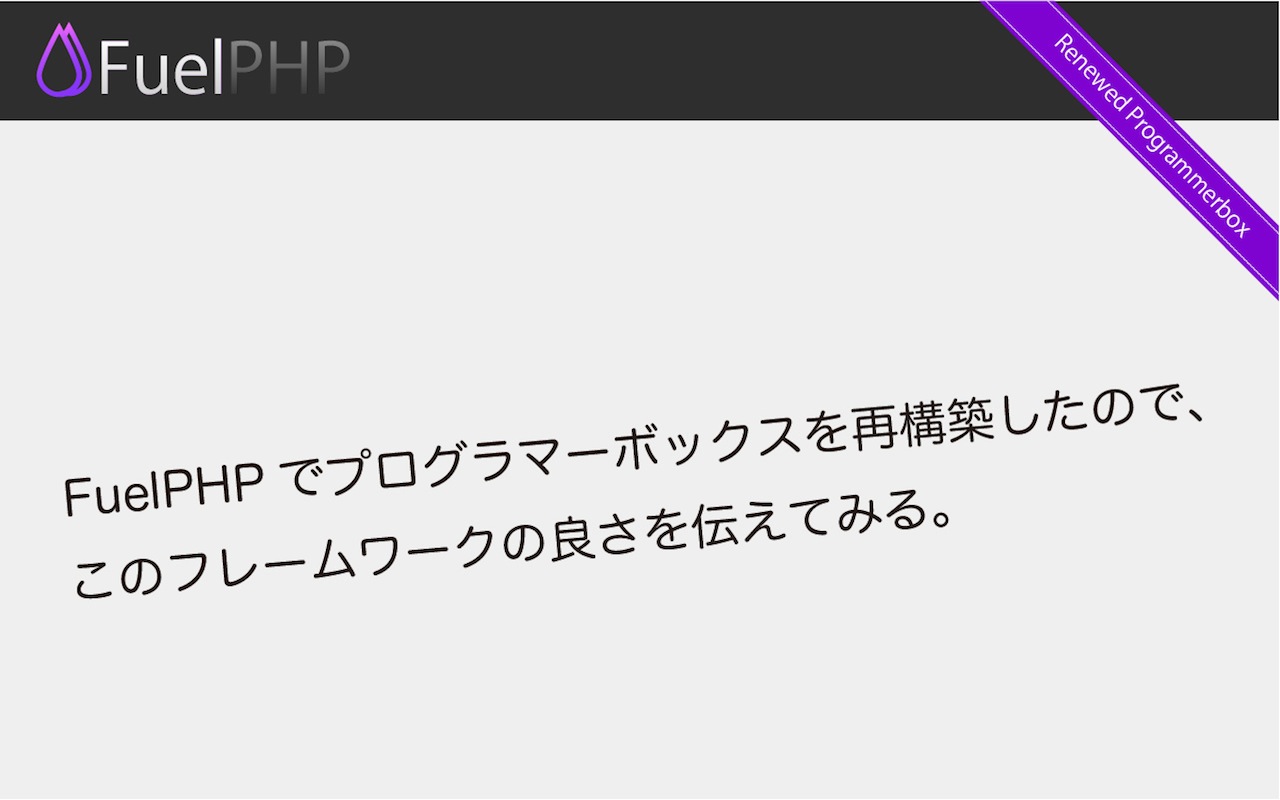 FuelPHP
Renewed Programmerbox
FuelPHP でプログラマーボックスを再構築したので、
このフレームワークの良さを伝えてみる。